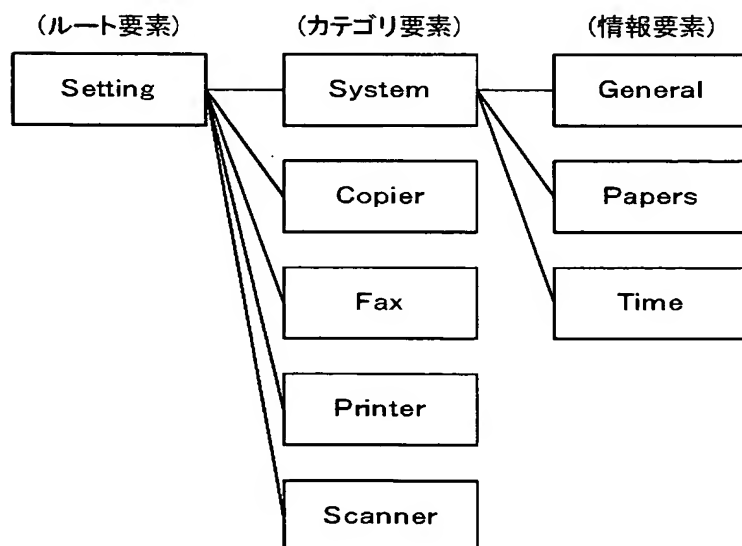 (ルート要素) (カテゴリ要素) (情報要素)
Setting System General
Copier Papers
Fax Time
Printer
Scanner